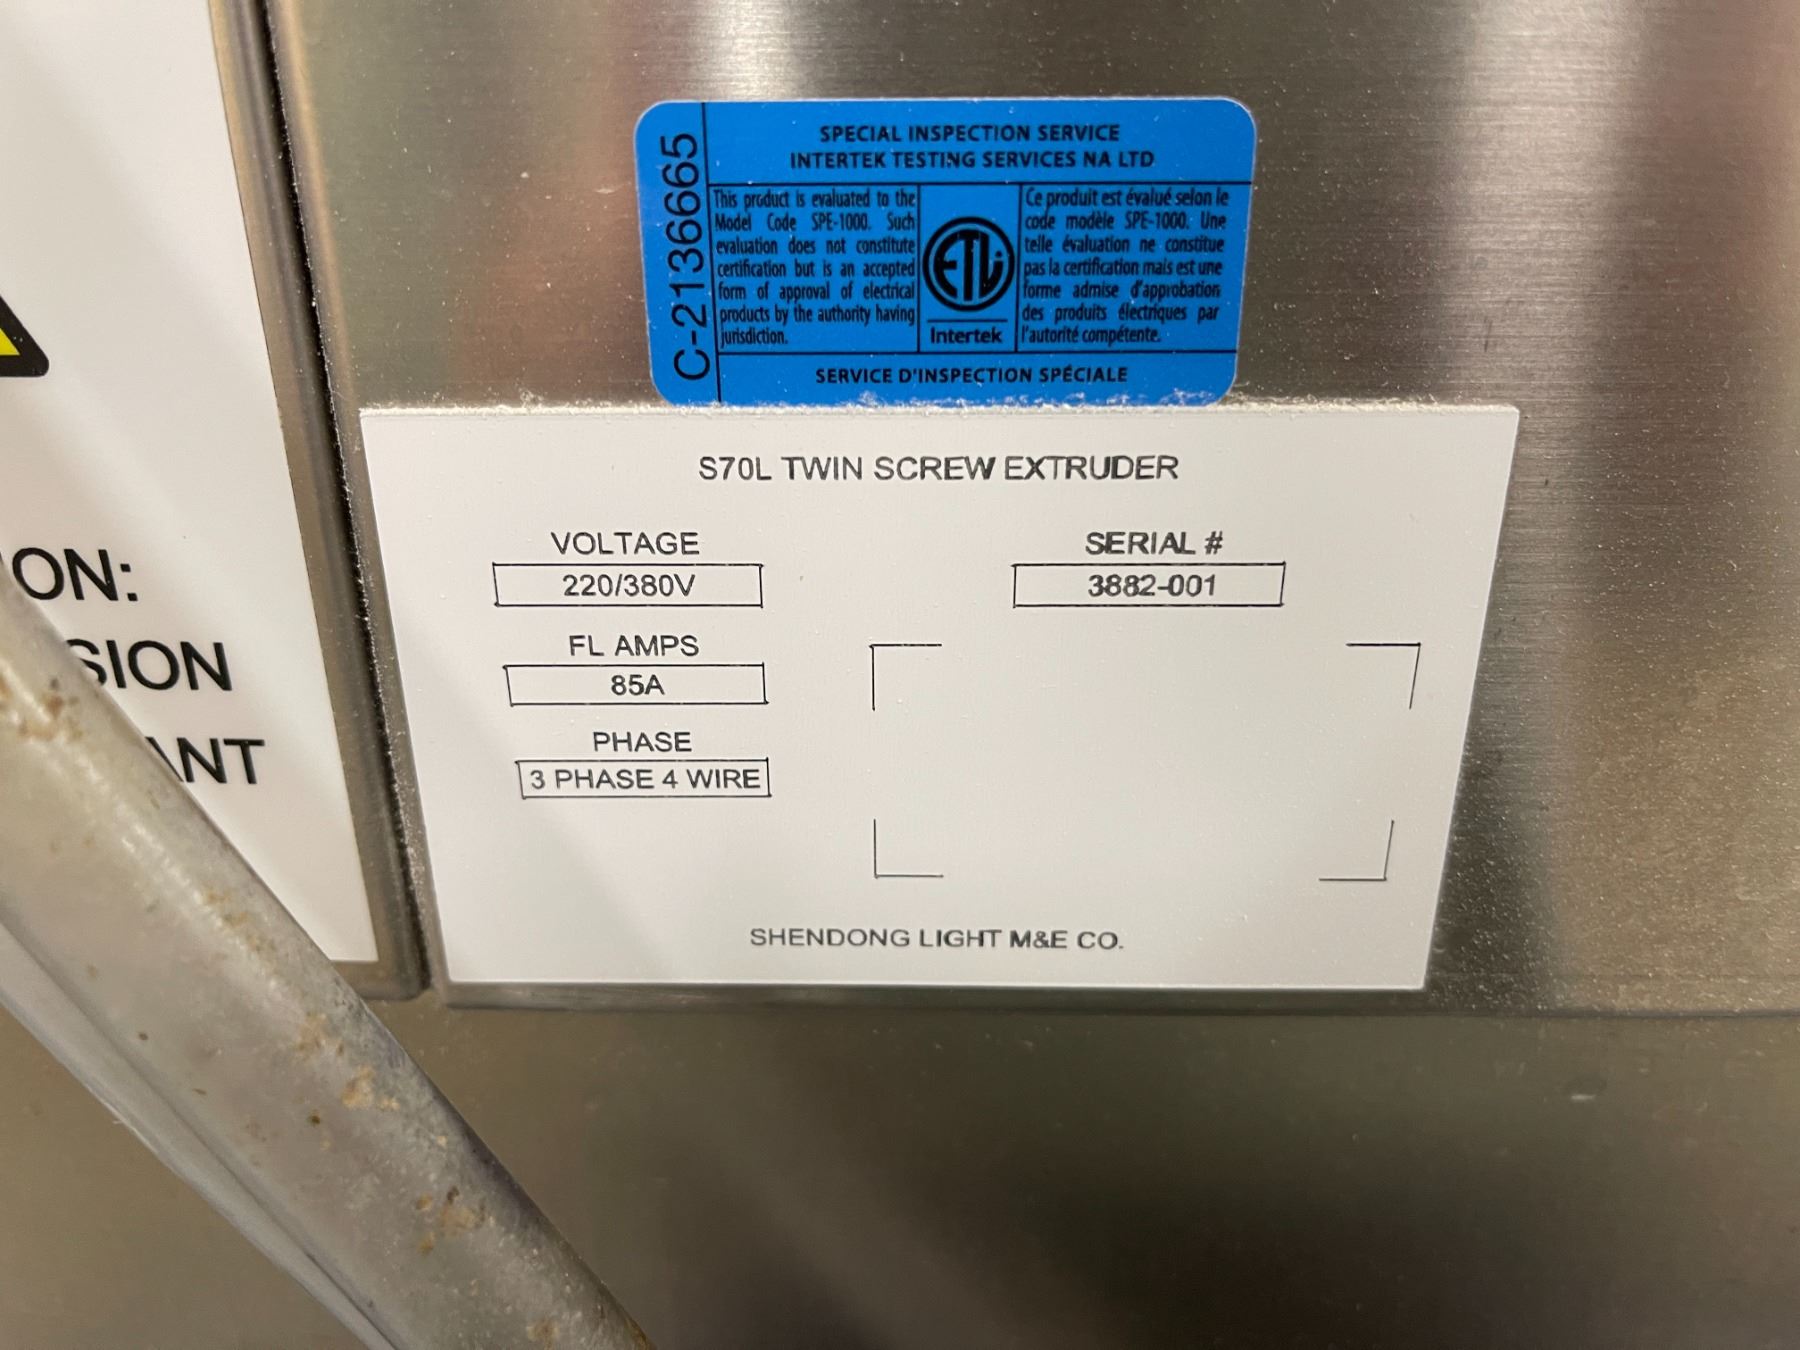 C-2136665
SPECIAL INSPECTION SERVICE
INTERTEK TESTING SERVICES NA LTD
This product is evaluated to the
Model Code SPE-1000. Such
evaluation does not constitute
certification but is an accepted
form of approval of electrical
products by the authority having
jurisdiction.
ETL
Intertek
Ce produit est évalué selon le
code modèle SPE-1000. Une
telle évaluation ne constitue
pas la certification mais est une
forme admise d'approbation
des produits électriques par
l'autorité compétente.
SERVICE D'INSPECTION SPÉCIALE
S70L TWIN SCREW EXTRUDER
VOLTAGE
220/380V
SERIAL #
3882-001
FL AMPS
85A
PHASE
3 PHASE 4 WIRE
SHENDONG LIGHT M&E CO.
ON:
SION
ANT